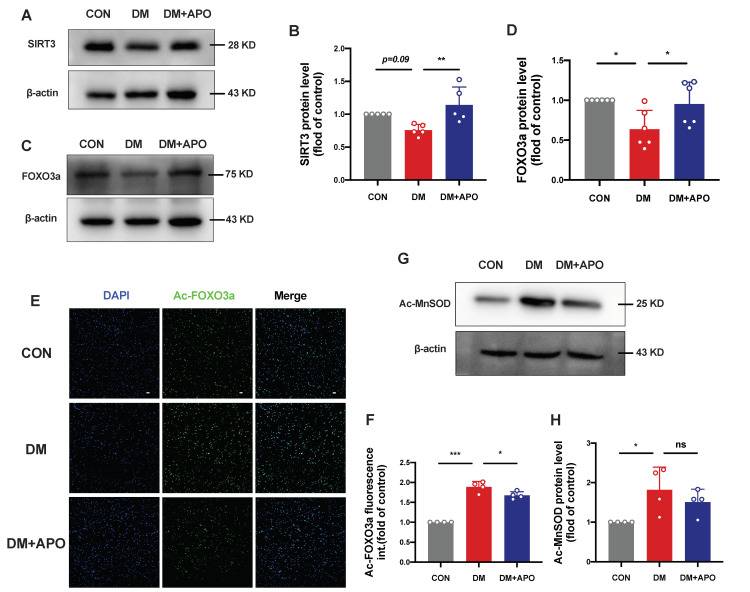 A
CON DM DM+APO
SIRT3
28 KD
β-actin
43 KD
B
SIRT3 protein level
(flod of control)
2.0
1.5
1.0
0.5
0.0
p=0.09
**
CON DM DM+APO
C
CON DM DM+APO
FOXO3a
75 KD
β-actin
43 KD
D
FOXO3a protein level
(flod of control)
1.5
1.0
0.5
0.0
*
*
CON DM DM+APO
E
DAPI Ac-FOXO3a Merge
CON
DM
DM+APO
G
CON DM DM+APO
Ac-MnSOD
25 KD
β-actin
43 KD
F
Ac-FOXO3a fluorescence
int.(fold of control)
2.5
2.0
1.5
1.0
0.5
0.0
***
*
CON DM DM+APO
H
Ac-MnSOD protein level
(flod of control)
3
2
1
0
*
ns
CON DM DM+APO